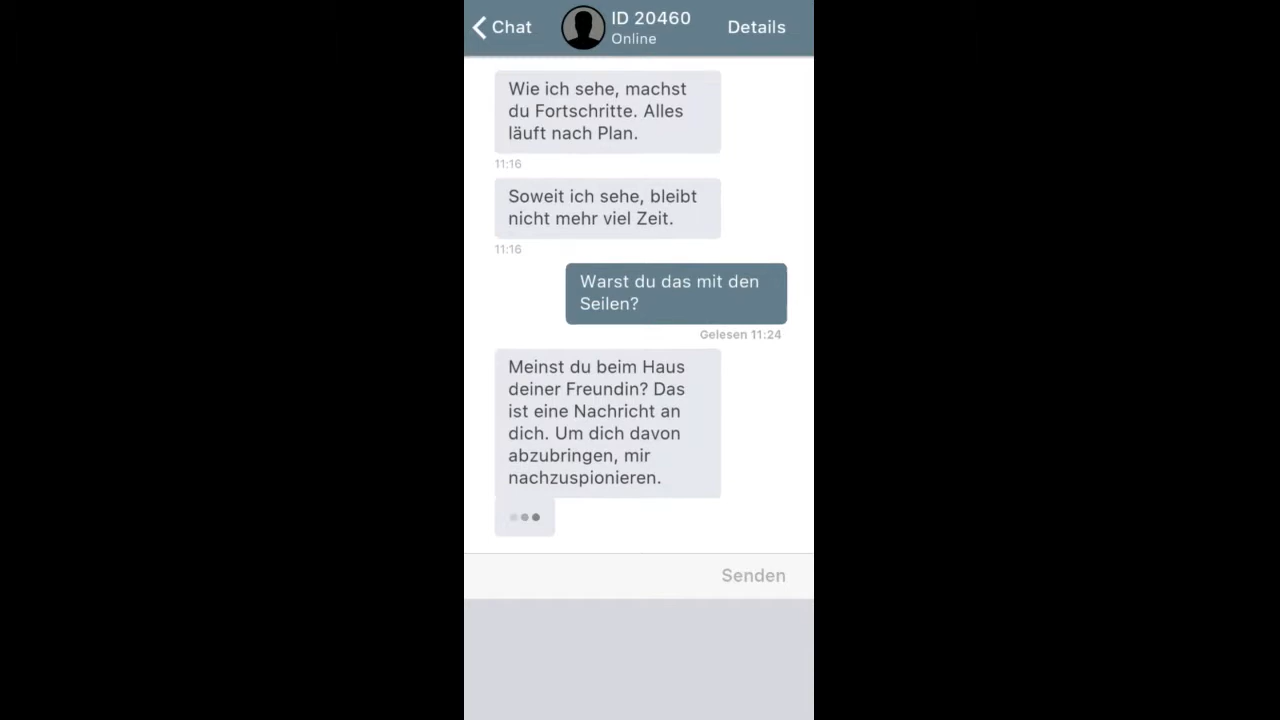 Chat
ID 20460
Online
Details
Wie ich sehe, machst
du Fortschritte. Alles
läuft nach Plan.
11:16
Soweit ich sehe, bleibt
nicht mehr viel Zeit.
11:16
Warst du das mit den
Seilen?
Gelesen 11:24
Meinst du beim Haus
deiner Freundin? Das
ist eine Nachricht an
dich. Um dich davon
abzubringen, mir
nachzuspionieren.
Senden